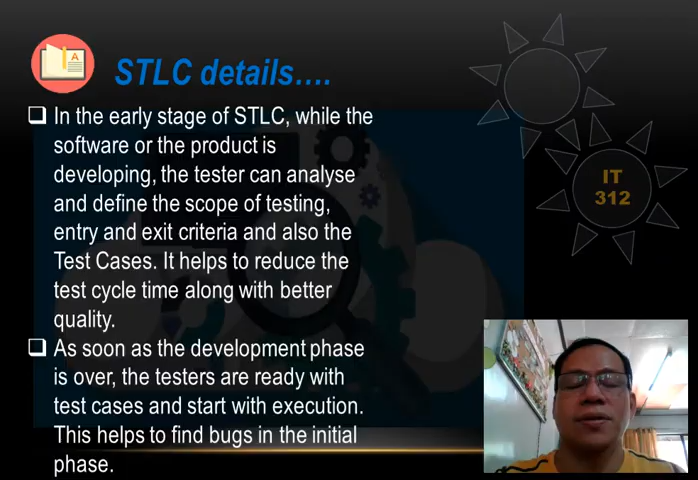 STLC details....
❑ In the early stage of STLC, while the
software or the product is
developing, the tester can analyse
and define the scope of testing,
entry and exit criteria and also the
Test Cases. It helps to reduce the
test cycle time along with better
quality.
❑ As soon as the development phase
is over, the testers are ready with
test cases and start with execution.
This helps to find bugs in the initial
phase.
IT
312
A